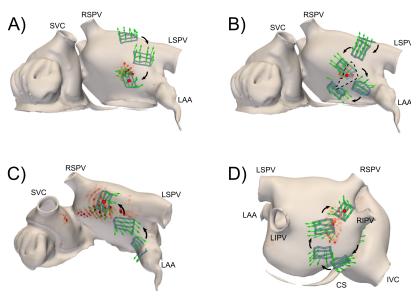 A)
RSPV
SVC
LSPV
LAA
B)
RSPV
SVC
LSPV
LAA
C)
RSPV
SVC
LSPV
LAA
D)
LSPV
RSPV
LAA
LIPV
RIPV
CS
IVC